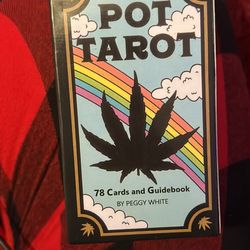 POT
TAROT
78 Cards and Guidebook
BY PEGGY WHITE